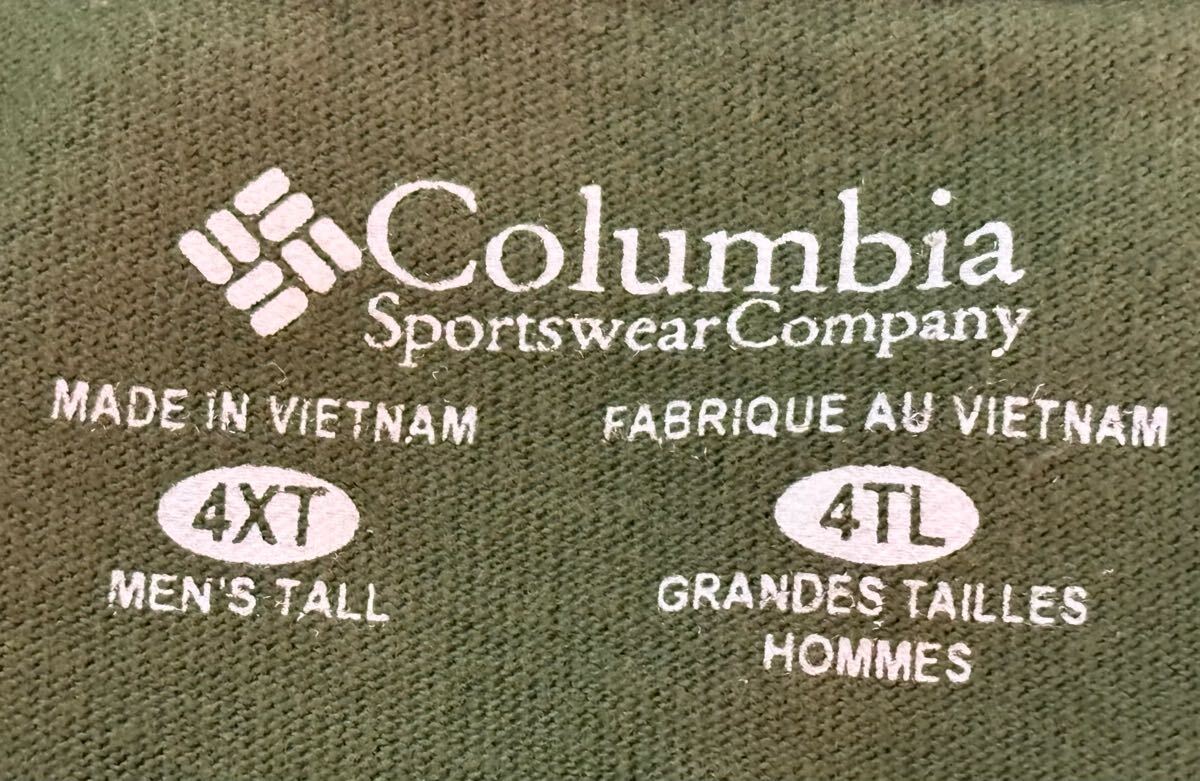 Columbia
Sportswear Company
MADE IN VIETNAM
4XT
MEN'S TALL
FABRIQUE AU VIETNAM
4TL
GRANDES TAILLES
HOMMES